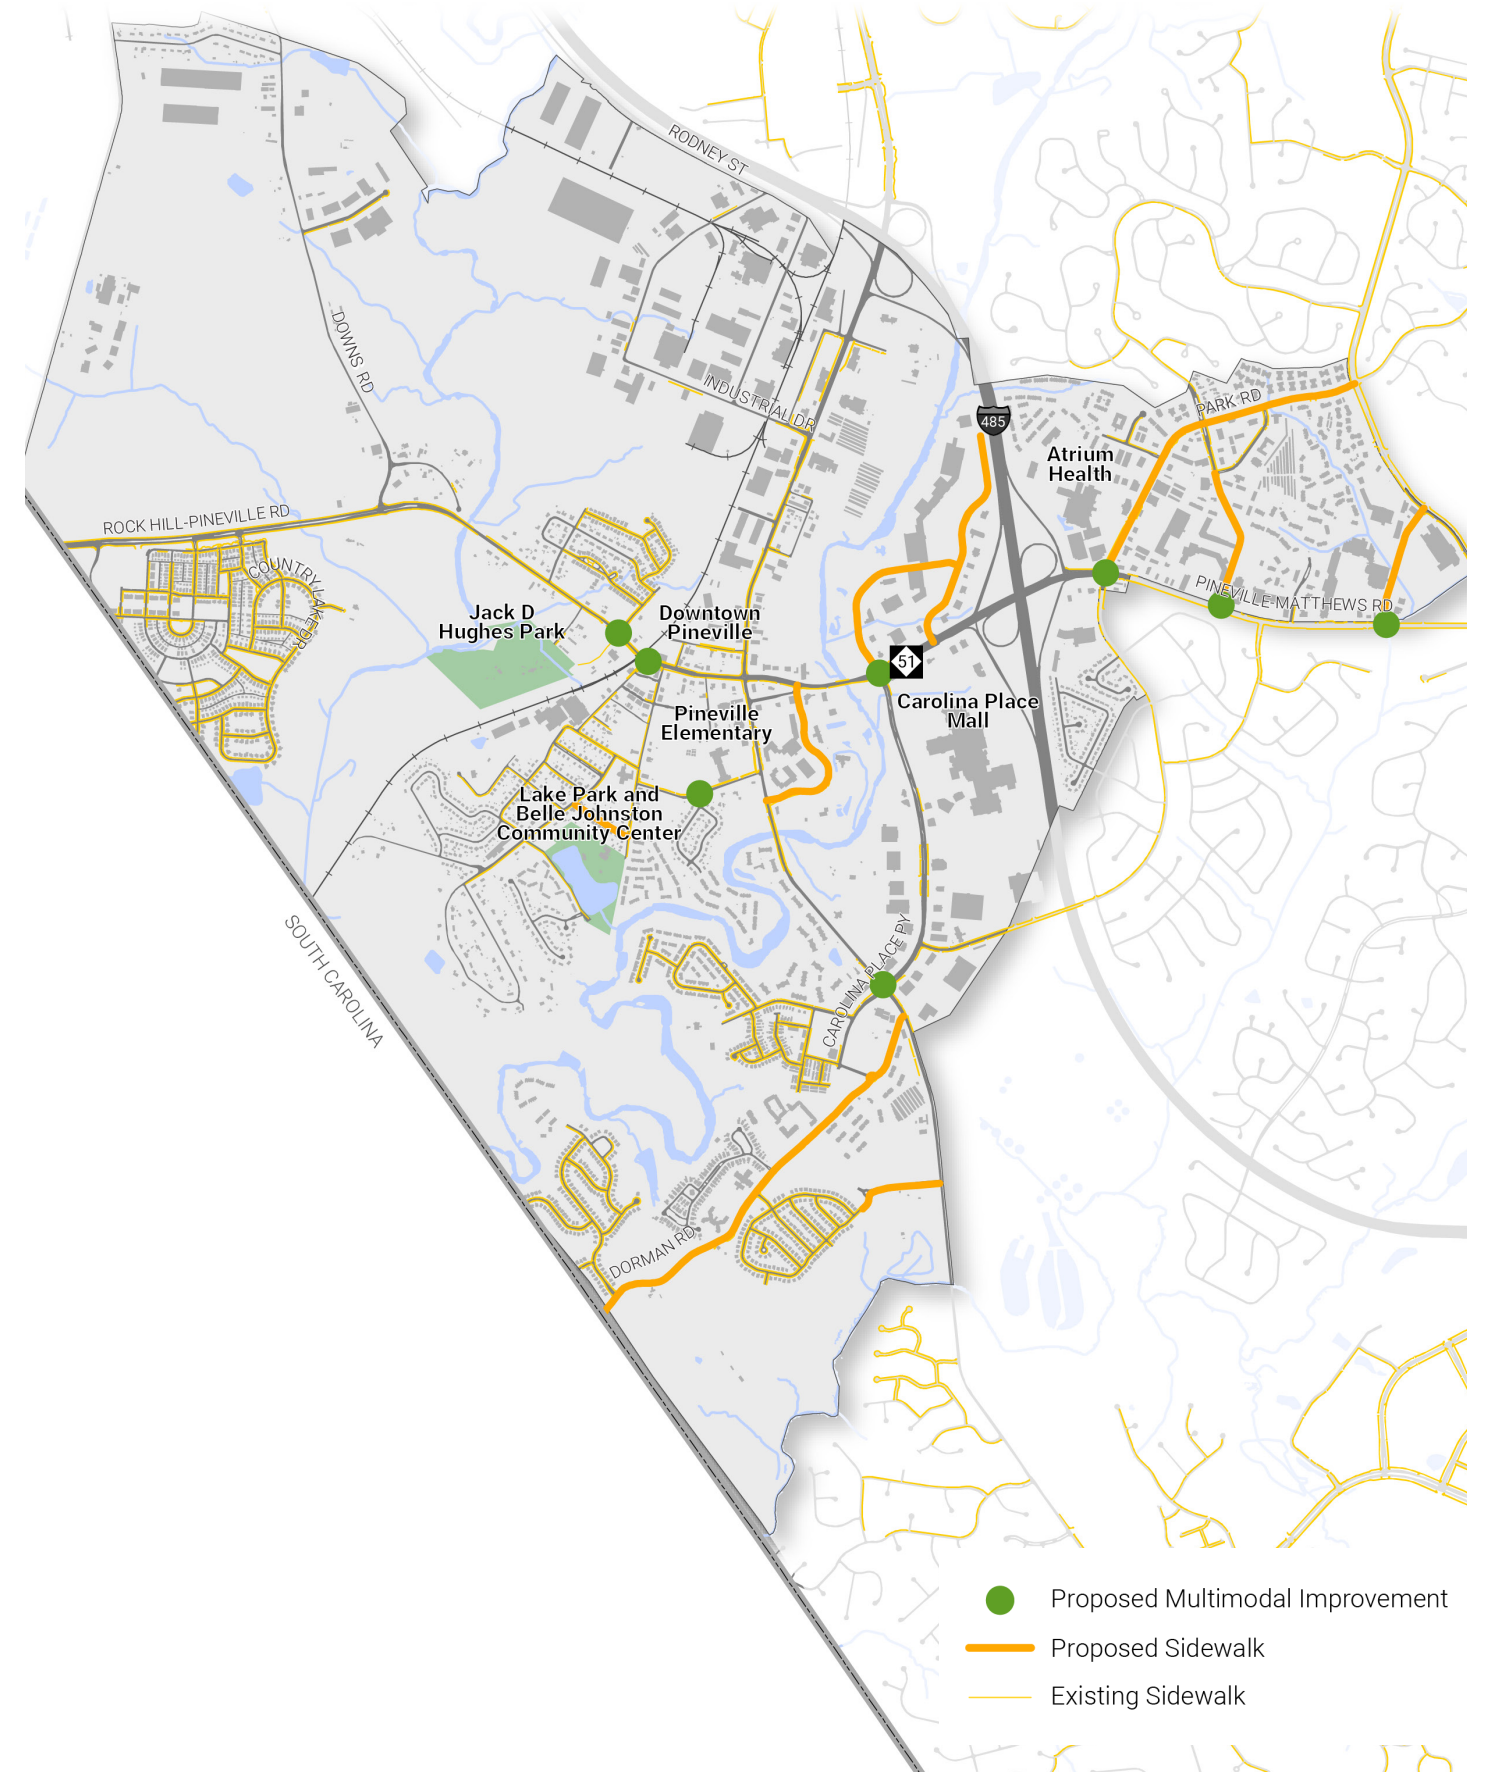 RODNEY ST
DOWNS RD
INDUSTRIAL DR
PARK RD
485
Atrium
Health
ROCK HILL-PINEVILLE RD
COUNTRY LAKE DR
PINEVILLE-MATTHEWS RD
Jack D
Hughes Park
Downtown
Pineville
51
Carolina Place
Mall
Pineville
Elementary
Lake Park and
Belle Johnston
Community Center
SOUTH CAROLINA
CAROLINA PLACE PY
DORMAN RD
Proposed Multimodal Improvement
Proposed Sidewalk
Existing Sidewalk